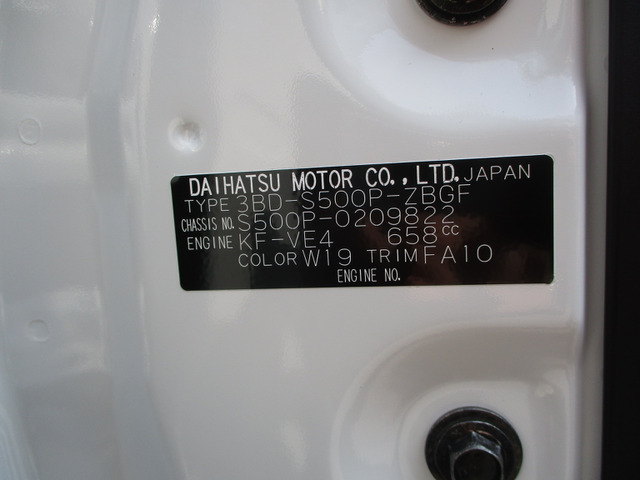 DAIHATSU MOTOR CO.,LTD. JAPAN
TYPE 3BD-S500P-ZBGF
CHASSIS NO. S500P-0209822
ENGINE KF-VE4 658cc
COLOR W19 TRIM FA10
ENGINE NO.